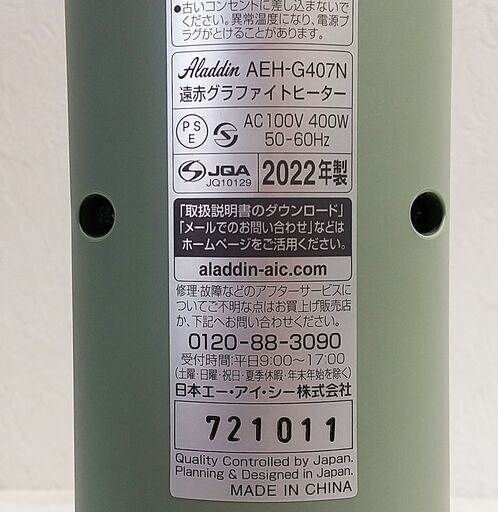 ●古いコンセントに差し込まないで
ください。異常温度になり、電源プ
ラグがとけることがあります。
Aladdin AEH-G407N
遠赤グラファイトヒーター
PS
E
AC100V 400W
50-60Hz
JQA
JQ10129
2022年製
「取扱説明書のダウンロード」
「メールでのお問い合わせ」などは
ホームページをご活用ください。
aladdin-aic.com
修理・故障などのアフターサービスに
ついてご不明な点はお買上げ販売店
か、下記へお問い合わせください。
0120-88-3090
受付時間:平日9:00〜17:00
(土曜・日曜・祝日・夏季休暇・年末年始を除く)
日本エー・アイ・シー株式会社
721011
Quality Controlled by Japan.
Planning & Designed in Japan.
MADE IN CHINA